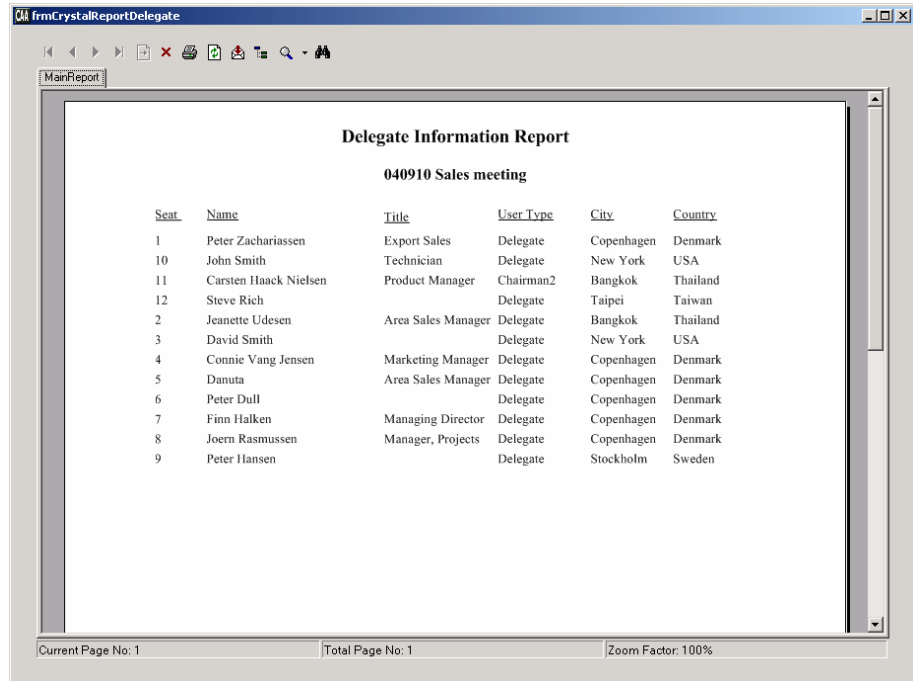 CAA frmCrystalReportDelegate
MainReport
Delegate Information Report
040910 Sales meeting
Seat Name Title User Type City Country
1 Peter Zachariassen Export Sales Delegate Copenhagen Denmark
10 John Smith Technician Delegate New York USA
11 Carsten Haack Nielsen Product Manager Chairman2 Bangkok Thailand
12 Steve Rich Delegate Taipei Taiwan
2 Jeanette Udesen Area Sales Manager Delegate Bangkok Thailand
3 David Smith Delegate New York USA
4 Connie Vang Jensen Marketing Manager Delegate Copenhagen Denmark
5 Danuta Area Sales Manager Delegate Copenhagen Denmark
6 Peter Dull Delegate Copenhagen Denmark
7 Finn Halken Managing Director Delegate Copenhagen Denmark
8 Joern Rasmussen Manager, Projects Delegate Copenhagen Denmark
9 Peter Hansen Delegate Stockholm Sweden
Current Page No: 1 Total Page No: 1 Zoom Factor: 100%